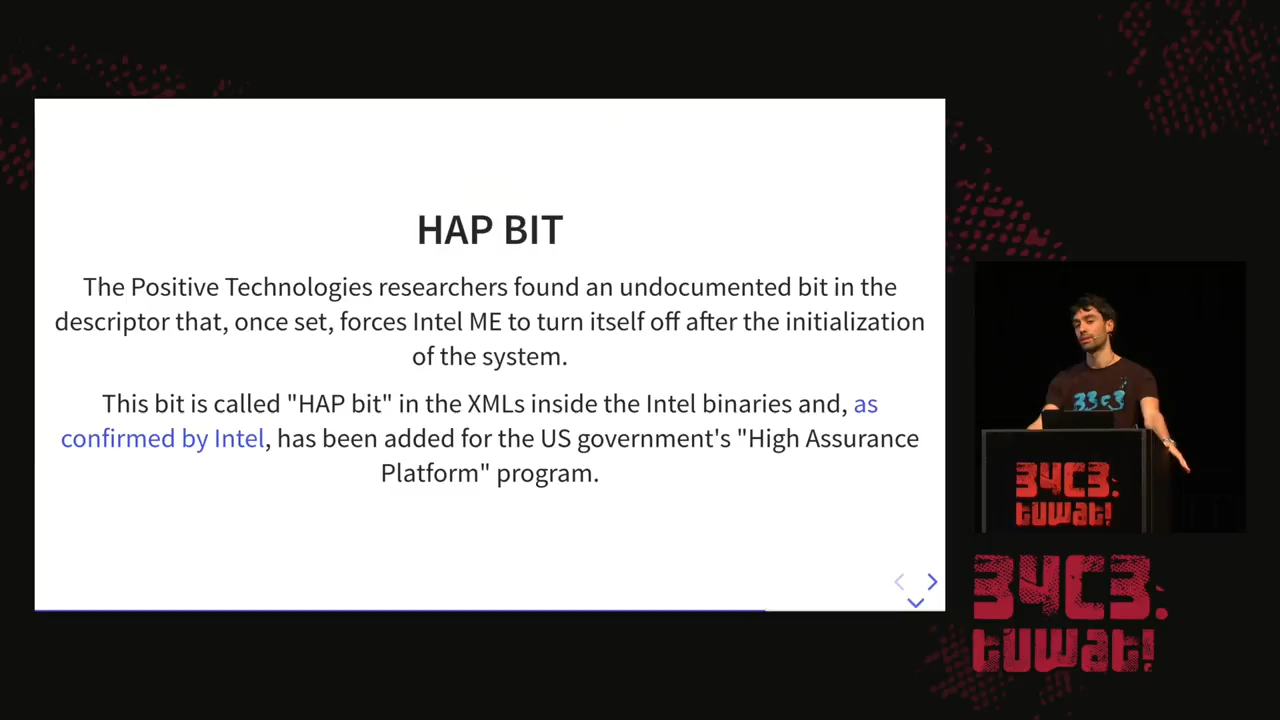 HAP BIT
The Positive Technologies researchers found an undocumented bit in the
descriptor that, once set, forces Intel ME to turn itself off after the initialization
of the system.
This bit is called "HAP bit" in the XMLs inside the Intel binaries and, as
confirmed by Intel, has been added for the US government's "High Assurance
Platform" program.
33c3
34C3.
tuwat!
34C3.
tuwat!